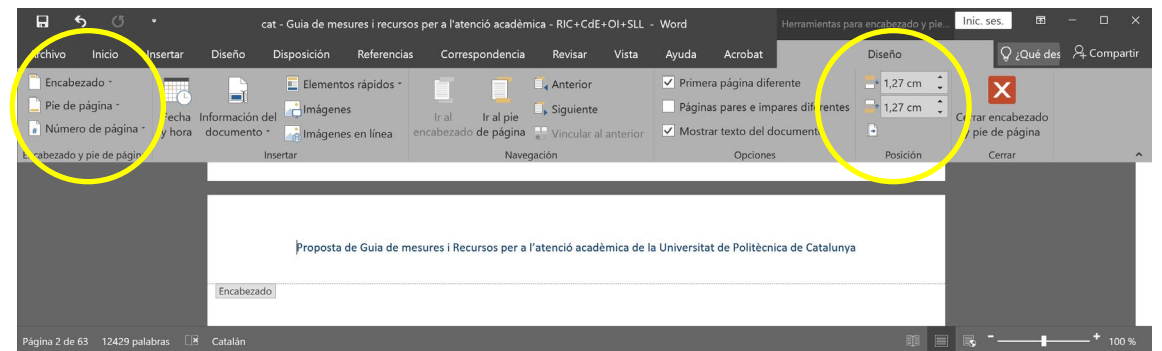 cat - Guia de mesures i recursos per a l'atenció acadèmica - RIC+CdE+OI+SLL - Word
Herramientas para encabezado y pie...
Inic. ses.
Archivo Inicio Insertar Diseño Disposición Referencias Correspondencia Revisar Vista Ayuda Acrobat Diseño ¿Qué des Compartir
Encabezado
Pie de página
Número de página
Encabezado y pie de página
Fecha y hora
Información del documento
Elementos rápidos
Imágenes
Imágenes en línea
Insertar
Ir al encabezado
Ir al pie de página
Anterior
Siguiente
Vincular al anterior
Navegación
Primera página diferente
Páginas pares e impares diferentes
Mostrar texto del documento
Opciones
1,27 cm
1,27 cm
Posición
Cerrar encabezado y pie de página
Cerrar
Proposta de Guia de mesures i Recursos per a l'atenció acadèmica de la Universitat de Politècnica de Catalunya
Encabezado
Página 2 de 63 12429 palabras Catalán 100 %